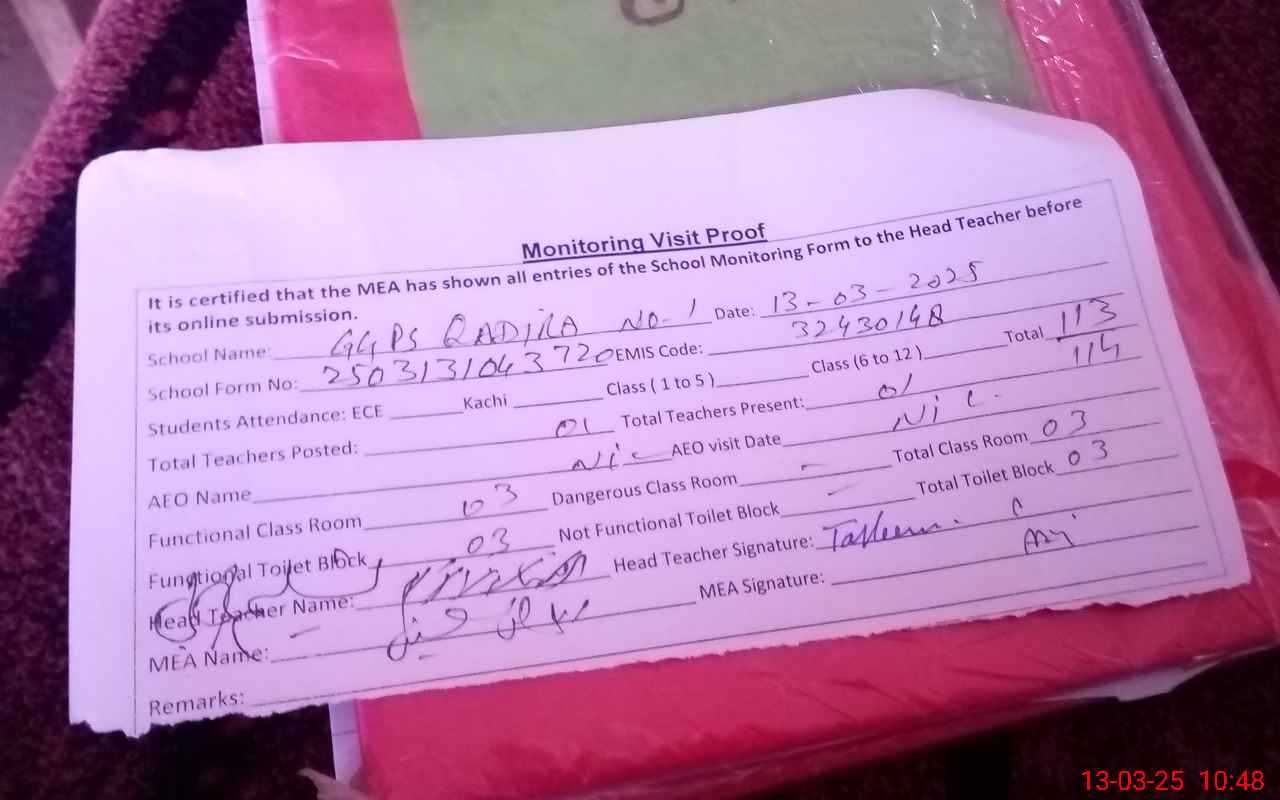 Monitoring Visit Proof
It is certified that the MEA has shown all entries of the School Monitoring Form to the Head Teacher before
its online submission.
School Name: GGPS QADIRA NO-1 Date: 13-03-2025
School Form No: 2503131043720 EMIS Code: 32430148
Students Attendance: ECE Kachi Class ( 1 to 5 ) Class (6 to 12 ) Total 113
114
Total Teachers Posted: 01 Total Teachers Present: 01
AEO Name Nil AEO visit Date Nil
Functional Class Room 03 Dangerous Class Room - Total Class Room 03
Functional Toilet Block 03 Not Functional Toilet Block - Total Toilet Block 03
Head Teacher Name: Head Teacher Signature:
MEA Name: MEA Signature:
Remarks:
13-03-25 10:48